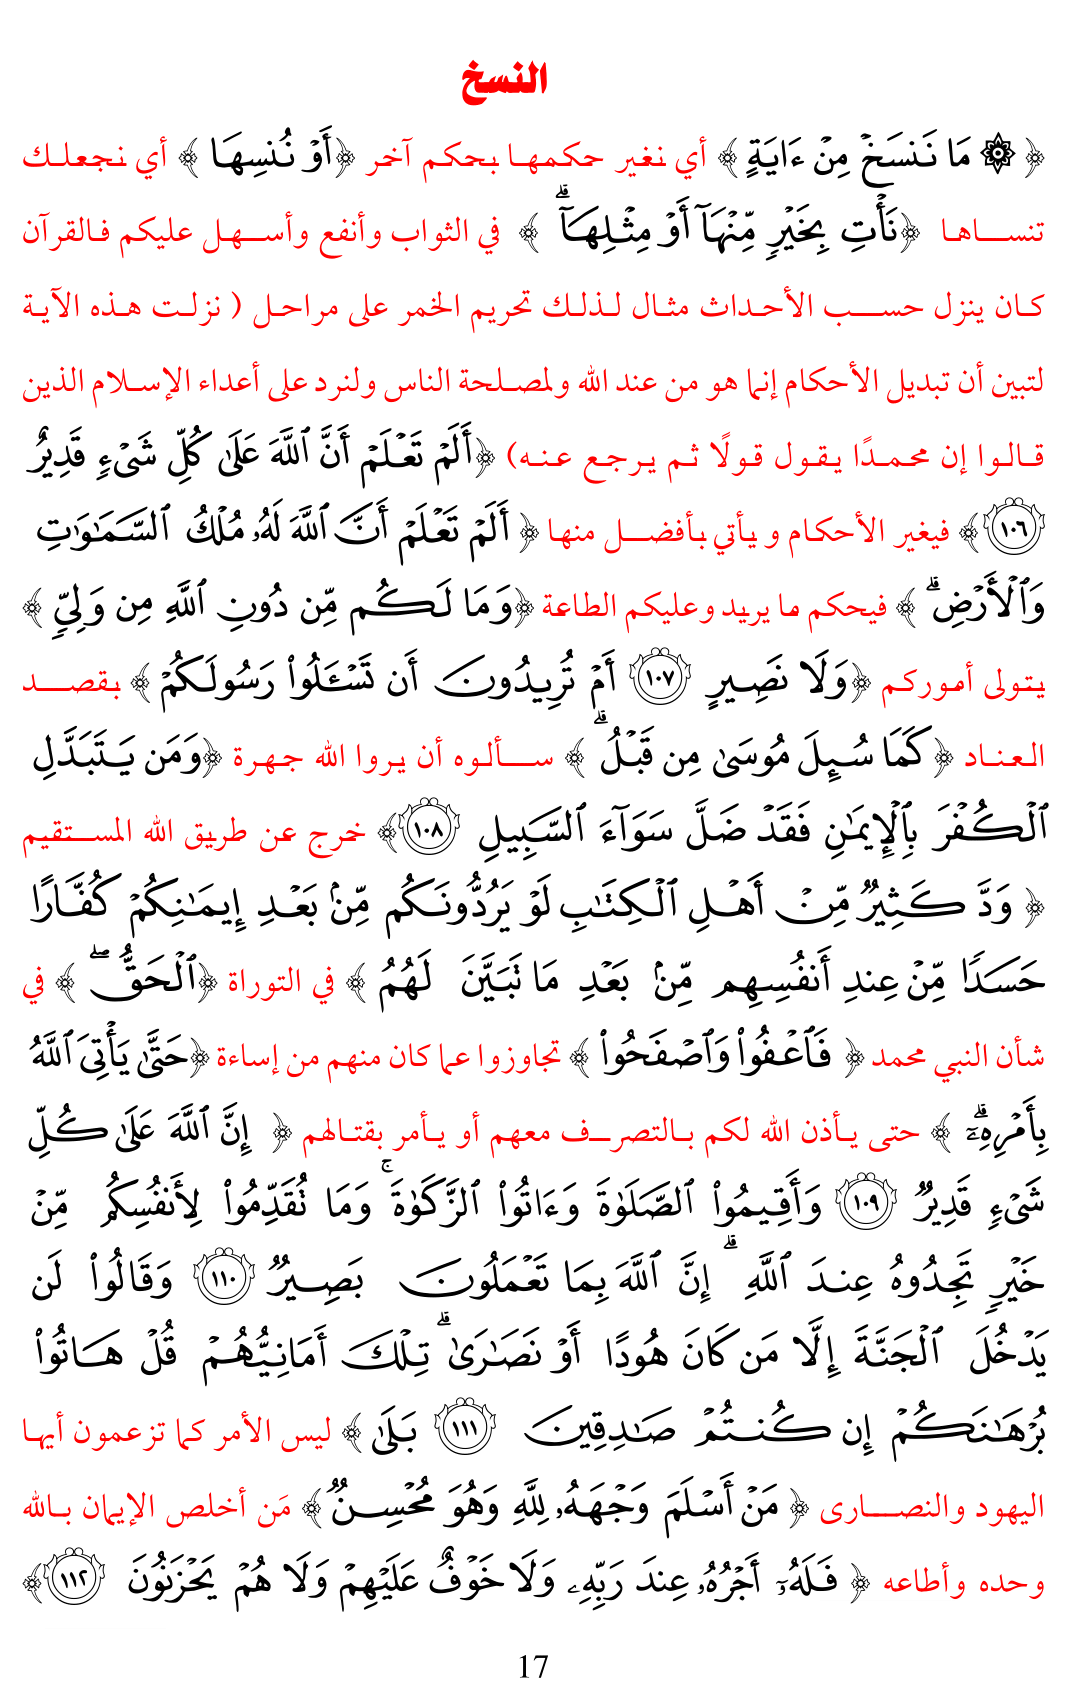 النسخ
﴿ ۞ مَا نَنسَخۡ مِنۡ ءَايَةٍ ﴾ أي نغير حكمها بحكم آخر ﴿أَوۡ نُنسِهَا ﴾ أي نجعلك
تنساها ﴿نَأۡتِ بِخَيۡرٖ مِّنۡهَآ أَوۡ مِثۡلِهَآۗ ﴾ في الثواب وأنفع وأسهل عليكم فالقرآن
كان ينزل حسب الأحداث مثال لذلك تحريم الخمر على مراحل ( نزلت هذه الآية
لتبين أن تبديل الأحكام إنما هو من عند الله ولمصلحة الناس ولنرد على أعداء الإسلام الذين
قالوا إن محمدًا يقول قولًا ثم يرجع عنه) ﴿أَلَمۡ تَعۡلَمۡ أَنَّ ٱللَّهَ عَلَىٰ كُلِّ شَيۡءٖ قَدِيرٌ
١٠٦﴾ فيغير الأحكام و يأتي بأفضل منها ﴿ أَلَمۡ تَعۡلَمۡ أَنَّ ٱللَّهَ لَهُۥ مُلۡكُ ٱلسَّمَٰوَٰتِ
وَٱلۡأَرۡضِۗ ﴾ فيحكم ما يريد وعليكم الطاعة ﴿وَمَا لَكُم مِّن دُونِ ٱللَّهِ مِن وَلِيّٖ ﴾
يتولى أموركم ﴿وَلَا نَصِيرٍ ١٠٧ أَمۡ تُرِيدُونَ أَن تَسۡـَٔلُواْ رَسُولَكُمۡ﴾ بقصد
العناد ﴿كَمَا سُئِلَ مُوسَىٰ مِن قَبۡلُۗ ﴾ سألوه أن يروا الله جهرة ﴿وَمَن يَتَبَدَّلِ
ٱلۡكُفۡرَ بِٱلۡإِيمَٰنِ فَقَدۡ ضَلَّ سَوَآءَ ٱلسَّبِيلِ ١٠٨﴾ خرج عن طريق الله المستقيم
﴿ وَدَّ كَثِيرٞ مِّنۡ أَهۡلِ ٱلۡكِتَٰبِ لَوۡ يَرُدُّونَكُم مِّنۢ بَعۡدِ إِيمَٰنِكُمۡ كُفَّارًا
حَسَدٗا مِّنۡ عِندِ أَنفُسِهِم مِّنۢ بَعۡدِ مَا تَبَيَّنَ لَهُمُ ﴾ في التوراة ﴿ٱلۡحَقُّۖ ﴾ في
شأن النبي محمد ﴿ فَٱعۡفُواْ وَٱصۡفَحُواْ ﴾ تجاوزوا عما كان منهم من إساءة ﴿حَتَّىٰ يَأۡتِيَ ٱللَّهُ
بِأَمۡرِهِۦٓۗ ﴾ حتى يأذن الله لكم بالتصرف معهم أو يأمر بقتالهم ﴿ إِنَّ ٱللَّهَ عَلَىٰ كُلِّ
شَيۡءٖ قَدِيرٞ ١٠٩ وَأَقِيمُواْ ٱلصَّلَوٰةَ وَءَاتُواْ ٱلزَّكَوٰةَۚ وَمَا تُقَدِّمُواْ لِأَنفُسِكُم مِّنۡ
خَيۡرٖ تَجِدُوهُ عِندَ ٱللَّهِۗ إِنَّ ٱللَّهَ بِمَا تَعۡمَلُونَ بَصِيرٞ ١١٠ وَقَالُواْ لَن
يَدۡخُلَ ٱلۡجَنَّةَ إِلَّا مَن كَانَ هُودًا أَوۡ نَصَٰرَىٰۗ تِلۡكَ أَمَانِيُّهُمۡ قُلۡ هَاتُواْ
بُرۡهَٰنَكُمۡ إِن كُنتُمۡ صَٰدِقِينَ ١١١ بَلَىٰ ﴾ ليس الأمر كما تزعمون أيها
اليهود والنصارى ﴿ مَنۡ أَسۡلَمَ وَجۡهَهُۥ لِلَّهِ وَهُوَ مُحۡسِنٞ﴾ مَن أخلص الإيمان بالله
وحده وأطاعه ﴿ فَلَهُۥٓ أَجۡرُهُۥ عِندَ رَبِّهِۦ وَلَا خَوۡفٌ عَلَيۡهِمۡ وَلَا هُمۡ يَحۡزَنُونَ ١١٢﴾
17